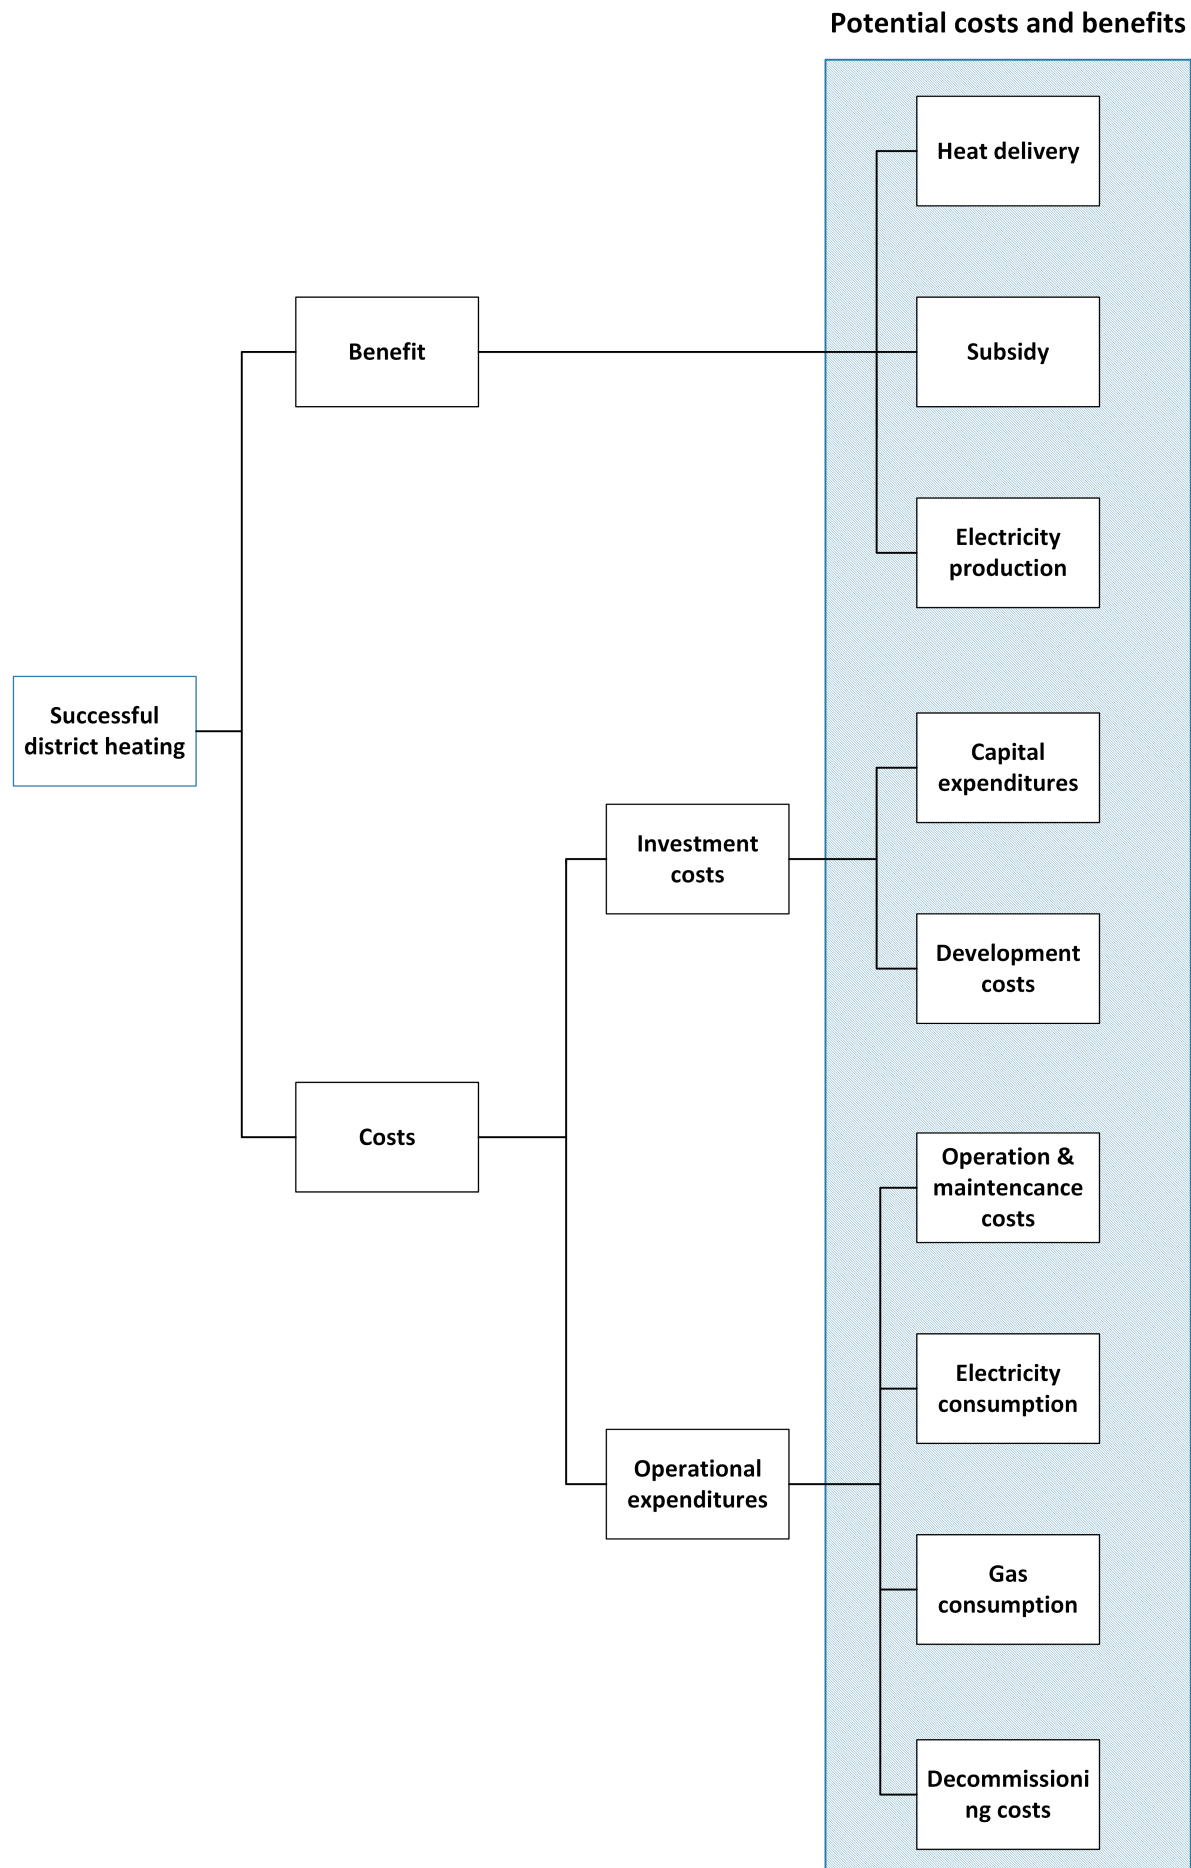 Potential costs and benefits
Heat delivery
Benefit
Subsidy
Electricity
production
Successful
district heating
Capital
expenditures
Investment
costs
Development
costs
Costs
Operation &
maintencance
costs
Electricity
consumption
Operational
expenditures
Gas
consumption
Decommissioni
ng costs